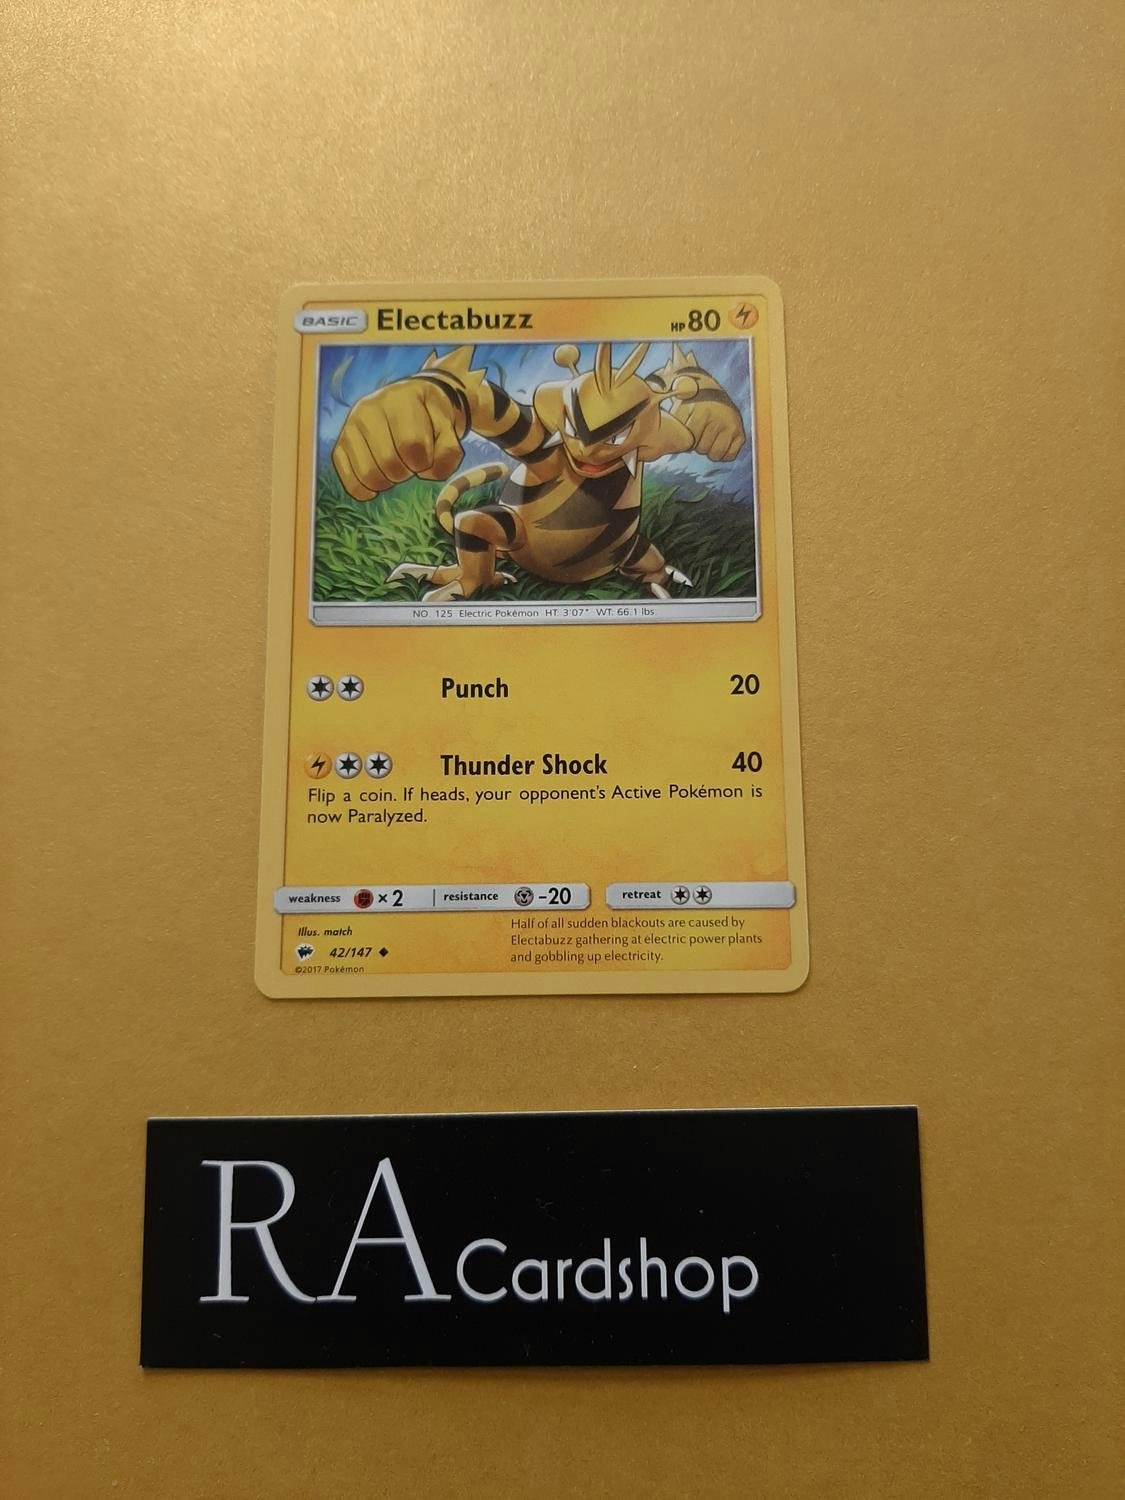 BASIC Electabuzz HP 80
NO. 125 Electric Pokémon HT: 3'07" WT: 66.1 lbs.
Punch 20
Thunder Shock 40
Flip a coin. If heads, your opponent's Active Pokémon is
now Paralyzed.
weakness × 2 resistance -20 retreat
Illus. match
42/147
©2017 Pokémon
Half of all sudden blackouts are caused by
Electabuzz gathering at electric power plants
and gobbling up electricity.
RA Cardshop